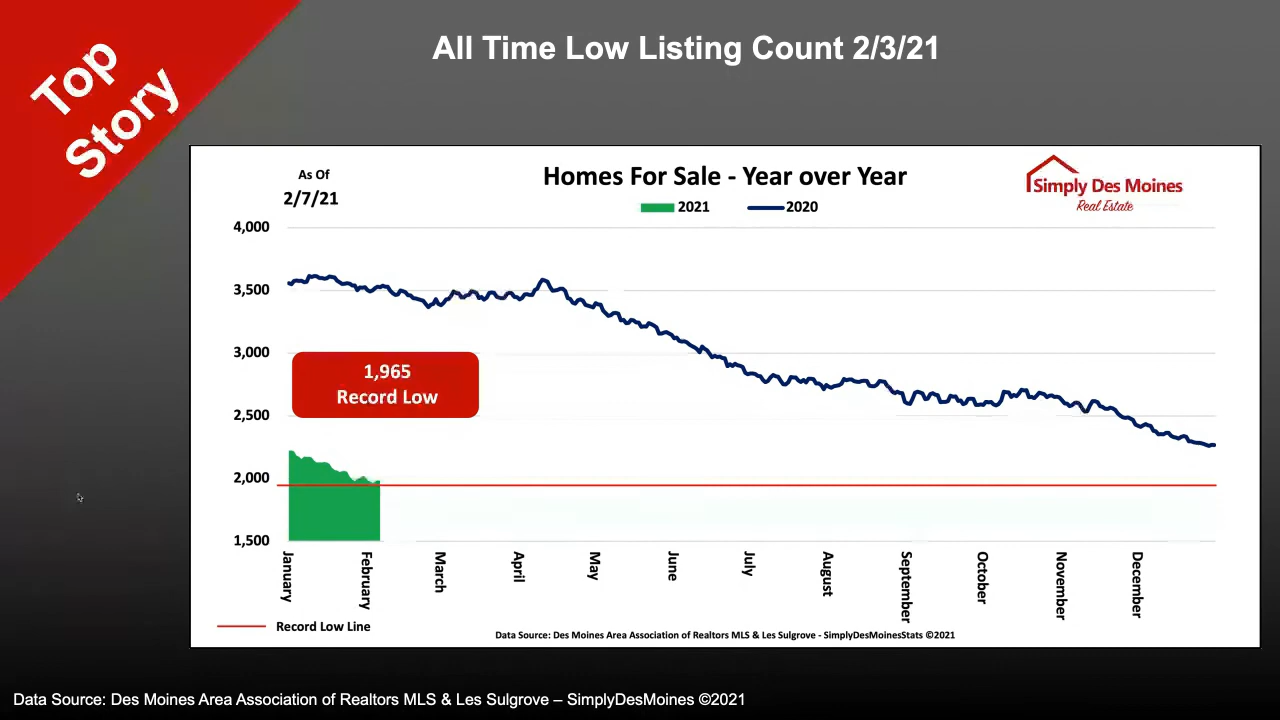 Top
Story
All Time Low Listing Count 2/3/21
As Of
2/7/21
Homes For Sale - Year over Year
2021
2020
Simply Des Moines
Real Estate
4,000
3,500
3,000
2,500
2,000
1,500
1,965
Record Low
January
February
March
April
May
June
July
August
September
October
November
December
Record Low Line
Data Source: Des Moines Area Association of Realtors MLS & Les Sulgrove - SimplyDesMoinesStats ©2021
Data Source: Des Moines Area Association of Realtors MLS & Les Sulgrove – SimplyDesMoines ©2021